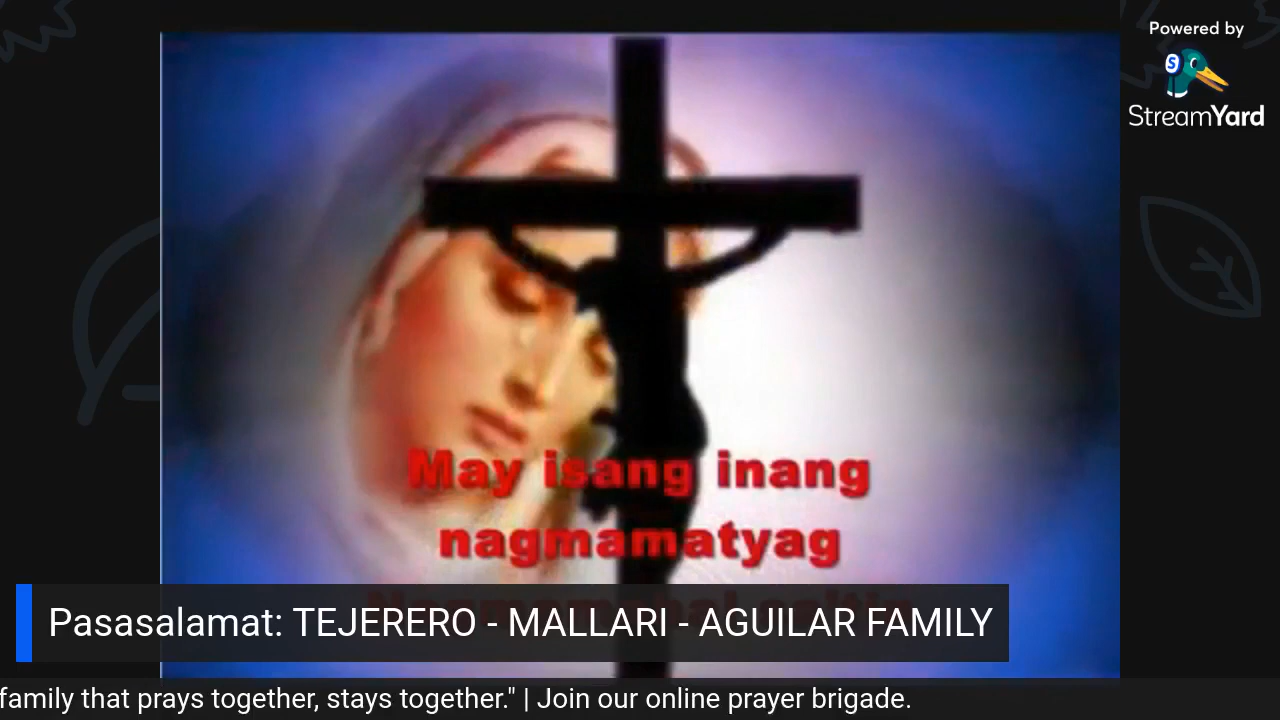 Powered by
StreamYard
May isang inang
nagmamatyag
Pasasalamat: TEJERERO - MALLARI - AGUILAR FAMILY
family that prays together, stays together." | Join our online prayer brigade.